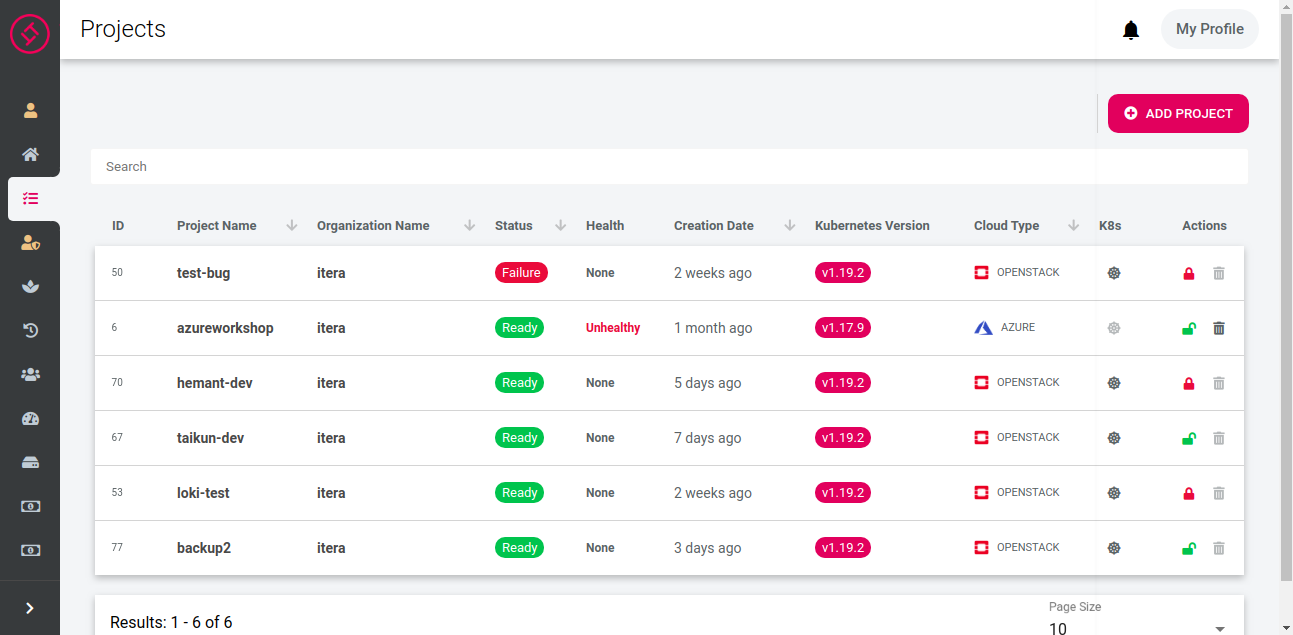 Projects
My Profile
ADD PROJECT
Search
ID Project Name Organization Name Status Health Creation Date Kubernetes Version Cloud Type K8s Actions
50 test-bug itera Failure None 2 weeks ago v1.19.2 OPENSTACK
6 azureworkshop itera Ready Unhealthy 1 month ago v1.17.9 AZURE
70 hemant-dev itera Ready None 5 days ago v1.19.2 OPENSTACK
67 taikun-dev itera Ready None 7 days ago v1.19.2 OPENSTACK
53 loki-test itera Ready None 2 weeks ago v1.19.2 OPENSTACK
77 backup2 itera Ready None 3 days ago v1.19.2 OPENSTACK
Page Size
Results: 1 - 6 of 6 10